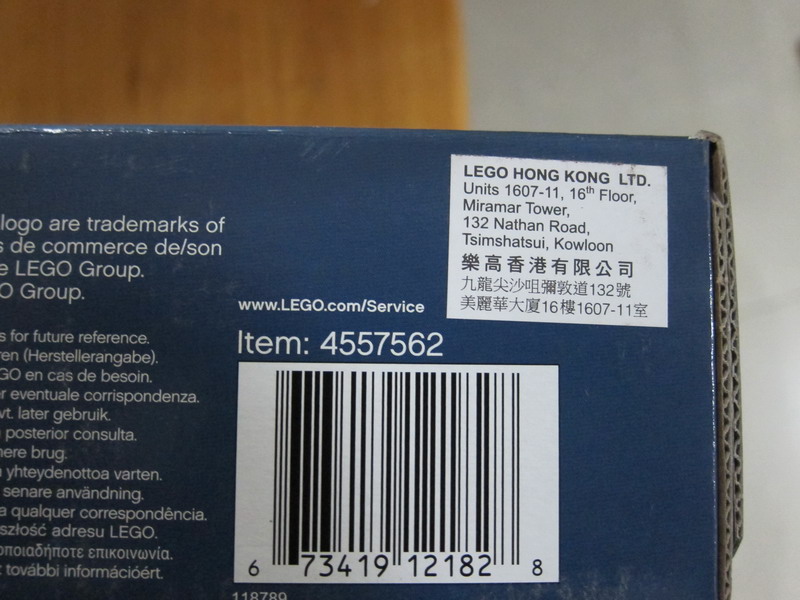 logo are trademarks of
s de commerce de/son
e LEGO Group.
O Group.
s for future reference.
ren (Herstellerangabe).
GO en cas de besoin.
er eventuale corrispondenza.
vt. later gebruik.
posterior consulta.
nere brug.
yhteydenottoa varten.
senare användning.
a qualquer correspondência.
szłość adresu LEGO.
οποιαδήποτε επικοινωνία.
t további információért.
www.LEGO.com/Service
Item: 4557562
6 73419 12182 8
118789
LEGO HONG KONG LTD.
Units 1607-11, 16th Floor,
Miramar Tower,
132 Nathan Road,
Tsimshatsui, Kowloon
樂高香港有限公司
九龍尖沙咀彌敦道132號
美麗華大廈16樓1607-11室